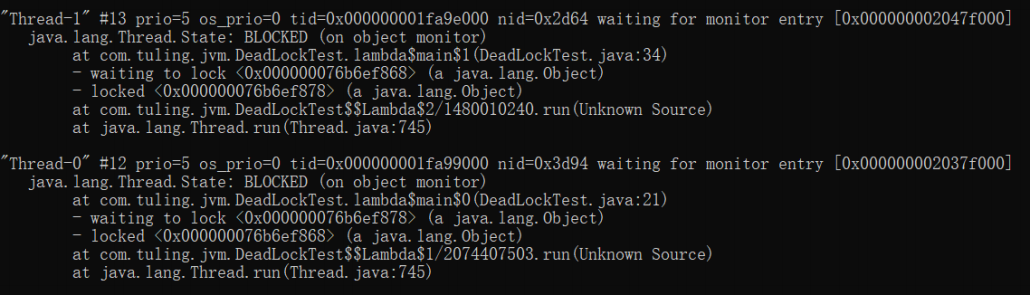 "Thread-1" #13 prio=5 os_prio=0 tid=0x000000001fa9e000 nid=0x2d64 waiting for monitor entry [0x000000002047f000]
java.lang.Thread.State: BLOCKED (on object monitor)
at com.tuling.jvm.DeadLockTest.lambda$main$1(DeadLockTest.java:34)
- waiting to lock <0x000000076b6ef868> (a java.lang.Object)
- locked <0x000000076b6ef878> (a java.lang.Object)
at com.tuling.jvm.DeadLockTest$$Lambda$2/1480010240.run(Unknown Source)
at java.lang.Thread.run(Thread.java:745)
"Thread-0" #12 prio=5 os_prio=0 tid=0x000000001fa99000 nid=0x3d94 waiting for monitor entry [0x000000002037f000]
java.lang.Thread.State: BLOCKED (on object monitor)
at com.tuling.jvm.DeadLockTest.lambda$main$0(DeadLockTest.java:21)
- waiting to lock <0x000000076b6ef878> (a java.lang.Object)
- locked <0x000000076b6ef868> (a java.lang.Object)
at com.tuling.jvm.DeadLockTest$$Lambda$1/2074407503.run(Unknown Source)
at java.lang.Thread.run(Thread.java:745)